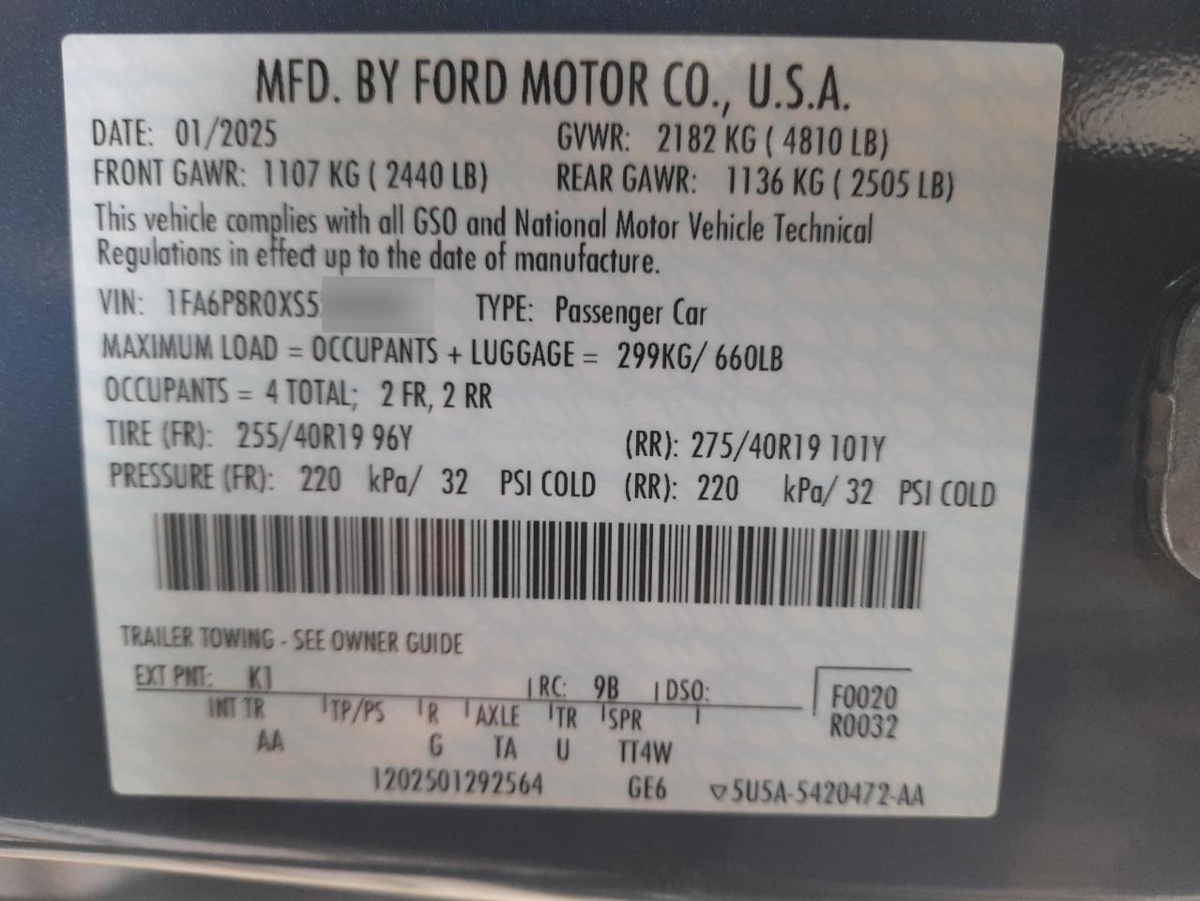 MFD. BY FORD MOTOR CO., U.S.A.
DATE: 01/2025 GVWR: 2182 KG ( 4810 LB)
FRONT GAWR: 1107 KG ( 2440 LB) REAR GAWR: 1136 KG ( 2505 LB)
This vehicle complies with all GSO and National Motor Vehicle Technical
Regulations in effect up to the date of manufacture.
VIN: 1FA6P8R0XS5 TYPE: Passenger Car
MAXIMUM LOAD = OCCUPANTS + LUGGAGE = 299KG/ 660LB
OCCUPANTS = 4 TOTAL; 2 FR, 2 RR
TIRE (FR): 255/40R19 96Y (RR): 275/40R19 101Y
PRESSURE (FR): 220 kPa/ 32 PSI COLD (RR): 220 kPa/ 32 PSI COLD
TRAILER TOWING - SEE OWNER GUIDE
EXT PNT: K1 RC: 9B DSO: F0020
INT TR TP/PS R AXLE TR SPR R0032
AA G TA U TT4W
1202501292564 GE6 ▽5U5A-5420472-AA